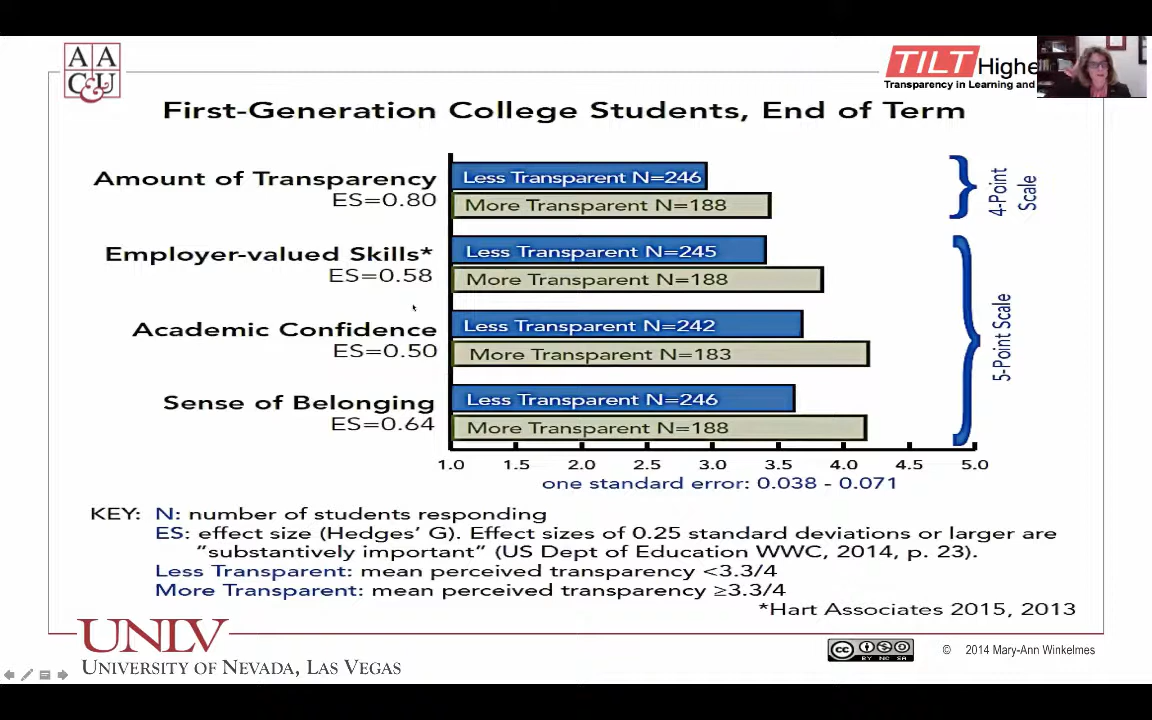 A A
C&U
TILT Highe
Transparency in Learning and
First-Generation College Students, End of Term
Amount of Transparency
ES=0.80
Less Transparent N=246
More Transparent N=188
4-Point
Scale
Employer-valued Skills*
ES=0.58
Less Transparent N=245
More Transparent N=188
Academic Confidence
ES=0.50
Less Transparent N=242
More Transparent N=183
Sense of Belonging
ES=0.64
Less Transparent N=246
More Transparent N=188
5-Point Scale
1.0 1.5 2.0 2.5 3.0 3.5 4.0 4.5 5.0
one standard error: 0.038 - 0.071
KEY: N: number of students responding
ES: effect size (Hedges’ G). Effect sizes of 0.25 standard deviations or larger are
“substantively important” (US Dept of Education WWC, 2014, p. 23).
Less Transparent: mean perceived transparency <3.3/4
More Transparent: mean perceived transparency ≥3.3/4
*Hart Associates 2015, 2013
UNLV
UNIVERSITY OF NEVADA, LAS VEGAS
cc
BY NC SA
© 2014 Mary-Ann Winkelmes